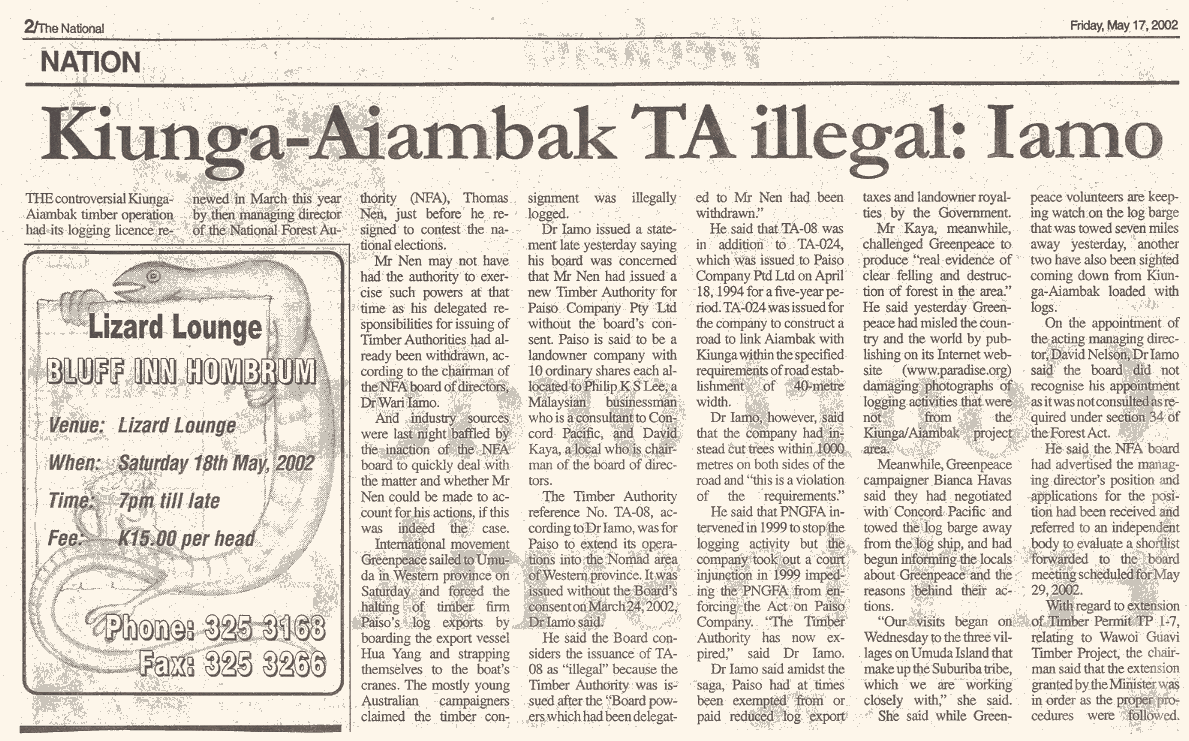 2/The National
Friday, May 17, 2002
NATION
Kiunga-Aiambak TA illegal: Iamo
THE controversial Kiunga-
Aiambak timber operation
had its logging licence re-
newed in March this year
by then managing director
of the National Forest Au-
thority (NFA), Thomas
Nen, just before he re-
signed to contest the na-
tional elections.
Mr Nen may not have
had the authority to exer-
cise such powers at that
time as his delegated re-
sponsibilities for issuing of
Timber Authorities had al-
ready been withdrawn, ac-
cording to the chairman of
the NFA board of directors,
Dr Wari Iamo.
And industry sources
were last night baffled by
the inaction of the NFA
board to quickly deal with
the matter and whether Mr
Nen could be made to ac-
count for his actions, if this
was indeed the case.
International movement
Greenpeace sailed to Umu-
da in Western province on
Saturday and forced the
halting of timber firm
Paiso's log exports by
boarding the export vessel
Hua Yang and strapping
themselves to the boat's
cranes. The mostly young
Australian campaigners
claimed the timber con-
signment was illegally
logged.
Dr Iamo issued a state-
ment late yesterday saying
his board was concerned
that Mr Nen had issued a
new Timber Authority for
Paiso Company Pty Ltd
without the board's con-
sent. Paiso is said to be a
landowner company with
10 ordinary shares each al-
located to Philip K S Lee, a
Malaysian businessman
who is a consultant to Con-
cord Pacific, and David
Kaya, a local who is chair-
man of the board of direc-
tors.
The Timber Authority
reference No. TA-08, ac-
cording to Dr Iamo, was for
Paiso to extend its opera-
tions into the Nomad area
of Western province. It was
issued without the Board's
consent on March 24, 2002,
Dr Iamo said.
He said the Board con-
siders the issuance of TA-
08 as "illegal" because the
Timber Authority was is-
sued after the "Board pow-
ers which had been delegat-
ed to Mr Nen had been
withdrawn."
He said that TA-08 was
in addition to TA-024,
which was issued to Paiso
Company Ptd Ltd on April
18, 1994 for a five-year pe-
riod. TA-024 was issued for
the company to construct a
road to link Aiambak with
Kiunga within the specified
requirements of road estab-
lishment of 40-metre
width.
Dr Iamo, however, said
that the company had in-
stead cut trees within 1000
metres on both sides of the
road and "this is a violation
of the requirements."
He said that PNGFA in-
tervened in 1999 to stop the
logging activity but the
company took out a court
injunction in 1999 imped-
ing the PNGFA from en-
forcing the Act on Paiso
Company. "The Timber
Authority has now ex-
pired," said Dr Iamo.
Dr Iamo said amidst the
saga, Paiso had at times
been exempted from or
paid reduced log export
taxes and landowner royal-
ties by the Government.
Mr Kaya, meanwhile,
challenged Greenpeace to
produce "real evidence of
clear felling and destruc-
tion of forest in the area."
He said yesterday Green-
peace had misled the coun-
try and the world by pub-
lishing on its Internet web-
site (www.paradise.org)
damaging photographs of
logging activities that were
not from the
Kiunga/Aiambak project
area.
Meanwhile, Greenpeace
campaigner Bianca Havas
said they had negotiated
with Concord Pacific and
towed the log barge away
from the log ship, and had
begun informing the locals
about Greenpeace and the
reasons behind their ac-
tions.
"Our visits began on
Wednesday to the three vil-
lages on Umuda Island that
make up the Suburiba tribe,
which we are working
closely with," she said.
She said while Green-
peace volunteers are keep-
ing watch on the log barge
that was towed seven miles
away yesterday, another
two have also been sighted
coming down from Kiun-
ga-Aiambak loaded with
logs.
On the appointment of
the acting managing direc-
tor, David Nelson, Dr Iamo
said the board did not
recognise his appointment
as it was not consulted as re-
quired under section 34 of
the Forest Act.
He said the NFA board
had advertised the manag-
ing director's position and
applications for the posi-
tion had been received and
referred to an independent
body to evaluate a shortlist
forwarded to the board
meeting scheduled for May
29, 2002.
With regard to extension
of Timber Permit TP 1-7,
relating to Wawoi Guavi
Timber Project, the chair-
man said that the extension
granted by the Minister was
in order as the proper pro-
cedures were followed.
Lizard Lounge
BLUFF INN HOMBRUM
Venue: Lizard Lounge
When: Saturday 18th May, 2002
Time: 7pm till late
Fee: K15.00 per head
Phone: 325 3168
Fax: 325 3266